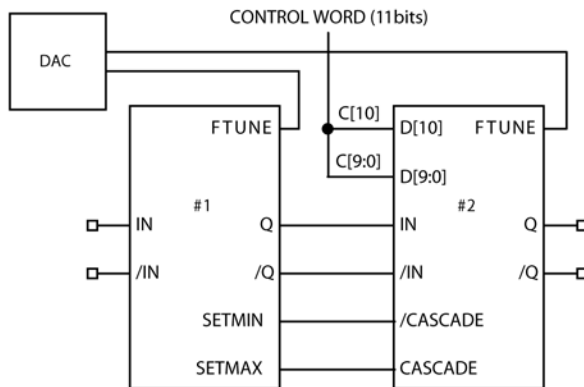 CONTROL WORD (11bits)
DAC
C[10]
FTUNE
D[10]
FTUNE
C[9:0]
D[9:0]
#1
#2
IN
Q
IN
Q
/IN
/Q
/IN
/Q
SETMIN
/CASCADE
SETMAX
CASCADE